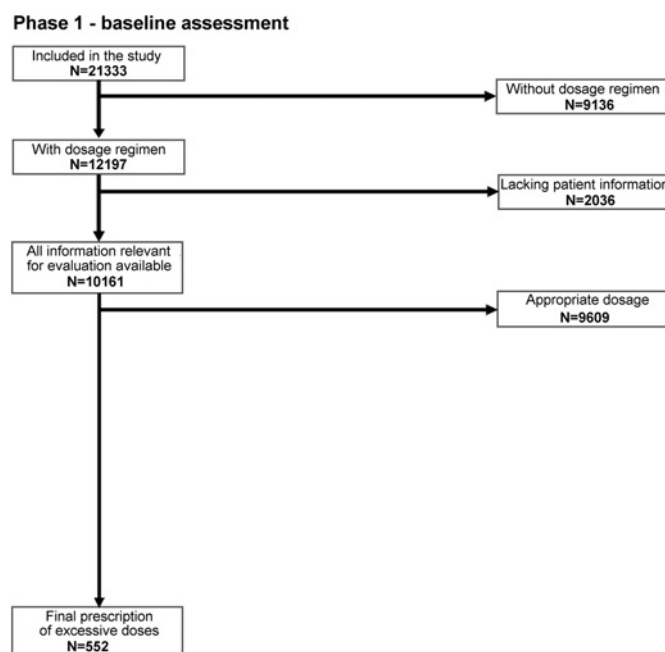 Phase 1 - baseline assessment
Included in the study
N=21333
Without dosage regimen
N=9136
With dosage regimen
N=12197
Lacking patient information
N=2036
All information relevant
for evaluation available
N=10161
Appropriate dosage
N=9609
Final prescription
of excessive doses
N=552